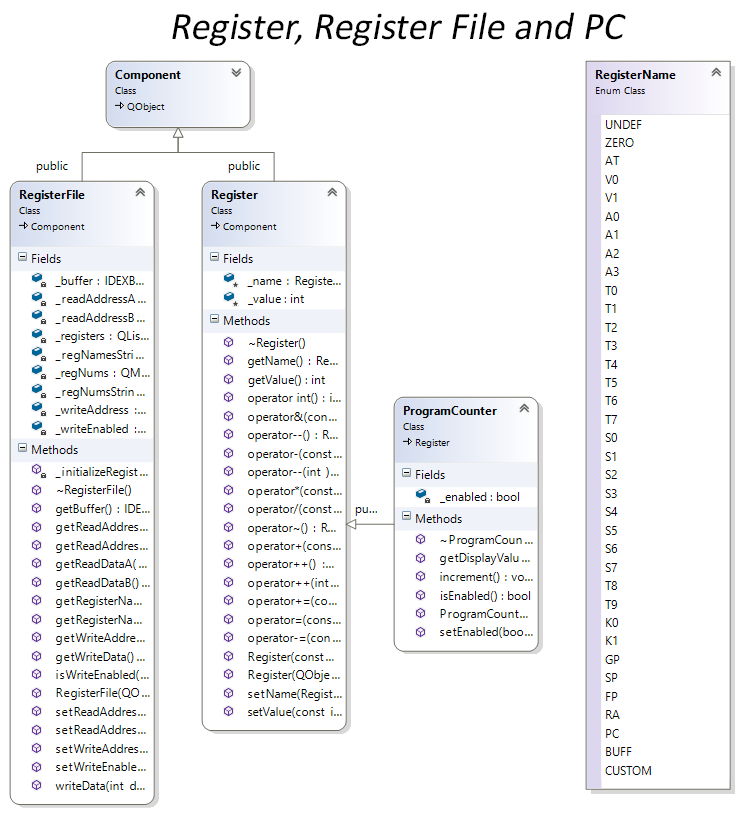 Register, Register File and PC
Component
Class
QObject
public
public
RegisterFile
Class
Component
Fields
_buffer : IDEXB...
_readAddressA ...
_readAddressB ...
_registers : QLis...
_regNamesStri...
_regNums : QM...
_regNumsStrin...
_writeAddress :...
_writeEnabled :...
Methods
_initializeRegist...
~RegisterFile()
getBuffer() : IDE...
getReadAddres...
getReadAddres...
getReadDataA(...
getReadDataB()...
getRegisterNa...
getRegisterNa...
getWriteAddre...
getWriteData() ...
isWriteEnabled(...
RegisterFile(QO...
setReadAddres...
setReadAddres...
setWriteAddres...
setWriteEnable...
writeData(int d...
Register
Class
Component
Fields
_name : Registe...
_value : int
Methods
~Register()
getName() : Re...
getValue() : int
operator int() : i...
operator&(con...
operator--() : R...
operator-(cons...
operator--(int )...
operator*(const...
operator/(const...
operator~() : R...
operator+(cons...
operator++() :...
operator++(int...
operator+=(co...
operator=(cons...
operator-=(con...
Register(const...
Register(QObje...
setName(Regist...
setValue(const i...
pu...
ProgramCounter
Class
Register
Fields
_enabled : bool
Methods
~ProgramCoun...
getDisplayValu...
increment() : vo...
isEnabled() : bool
ProgramCount...
setEnabled(boo...
RegisterName
Enum Class
UNDEF
ZERO
AT
V0
V1
A0
A1
A2
A3
T0
T1
T2
T3
T4
T5
T6
T7
S0
S1
S2
S3
S4
S5
S6
S7
T8
T9
K0
K1
GP
SP
FP
RA
PC
BUFF
CUSTOM